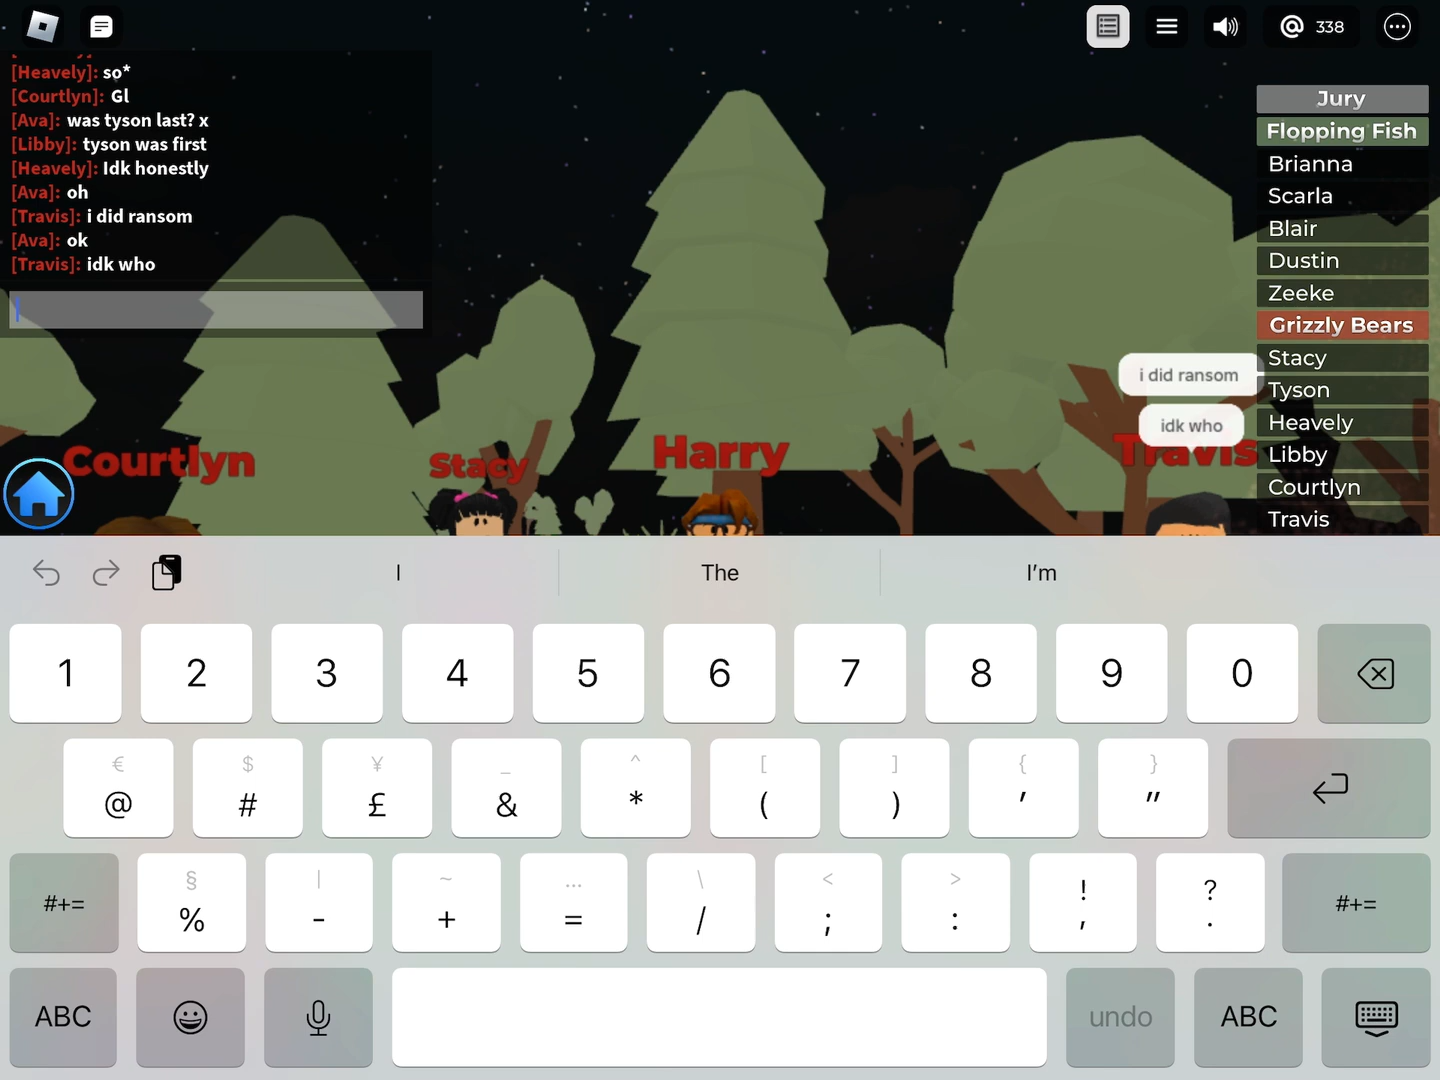 338
[Heavely]: so*
[Courtlyn]: Gl
[Ava]: was tyson last? x
[Libby]: tyson was first
[Heavely]: Idk honestly
[Ava]: oh
[Travis]: i did ransom
[Ava]: ok
[Travis]: idk who
Jury
Flopping Fish
Brianna
Scarla
Blair
Dustin
Zeeke
Grizzly Bears
Stacy
Tyson
Heavely
Libby
Courtlyn
Travis
i did ransom
idk who
Courtlyn
Stacy
Harry
Travis
I
The
I'm
1 2 3 4 5 6 7 8 9 0
€ $ ¥ _ ^ [ ] { }
@ # £ & * ( ) ' "
§ | ~ … \ < > ! ?
#+= % - + = / ; : , . #+=
ABC undo ABC